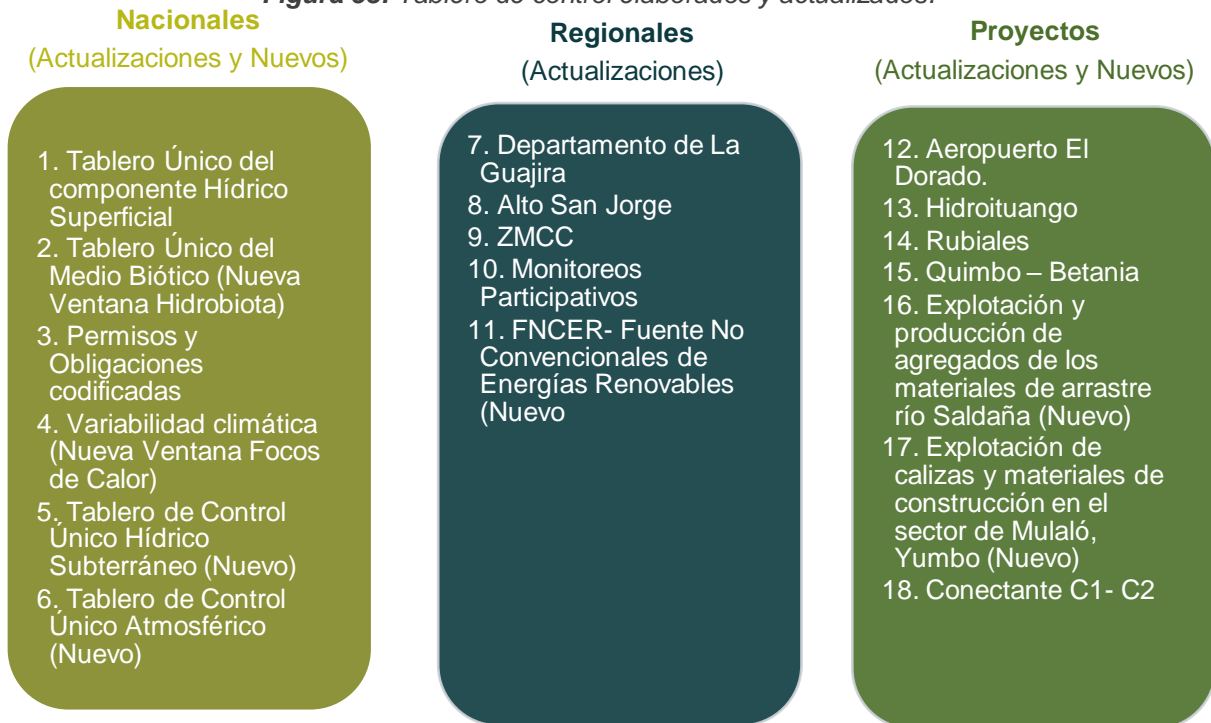 Tablero de control elaborados y actualizados.
Nacionales
(Actualizaciones y Nuevos)
1. Tablero Único del
componente Hídrico
Superficial
2. Tablero Único del
Medio Biótico (Nueva
Ventana Hidrobiota)
3. Permisos y
Obligaciones
codificadas
4. Variabilidad climática
(Nueva Ventana Focos
de Calor)
5. Tablero de Control
Único Hídrico
Subterráneo (Nuevo)
6. Tablero de Control
Único Atmosférico
(Nuevo)
Regionales
(Actualizaciones)
7. Departamento de La
Guajira
8. Alto San Jorge
9. ZMCC
10. Monitoreos
Participativos
11. FNCER- Fuente No
Convencionales de
Energías Renovables
(Nuevo
Proyectos
(Actualizaciones y Nuevos)
12. Aeropuerto El
Dorado.
13. Hidroituango
14. Rubiales
15. Quimbo – Betania
16. Explotación y
producción de
agregados de los
materiales de arrastre
río Saldaña (Nuevo)
17. Explotación de
calizas y materiales de
construcción en el
sector de Mulaló,
Yumbo (Nuevo)
18. Conectante C1- C2